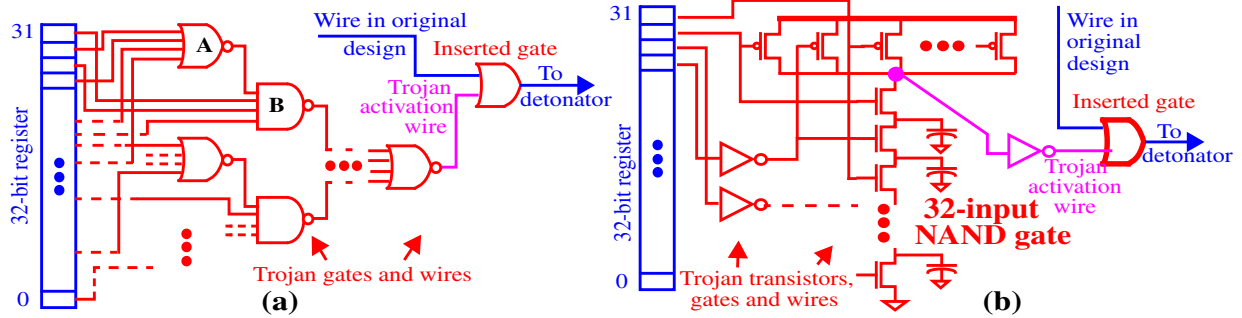 31
32-bit register
0
A
B
Wire in original
design
Inserted gate
To
detonator
Trojan
activation
wire
Trojan gates and wires
(a)
31
32-bit register
0
Wire in
original
design
Inserted gate
To
detonator
Trojan
activation
wire
32-input
NAND gate
Trojan transistors,
gates and wires
(b)